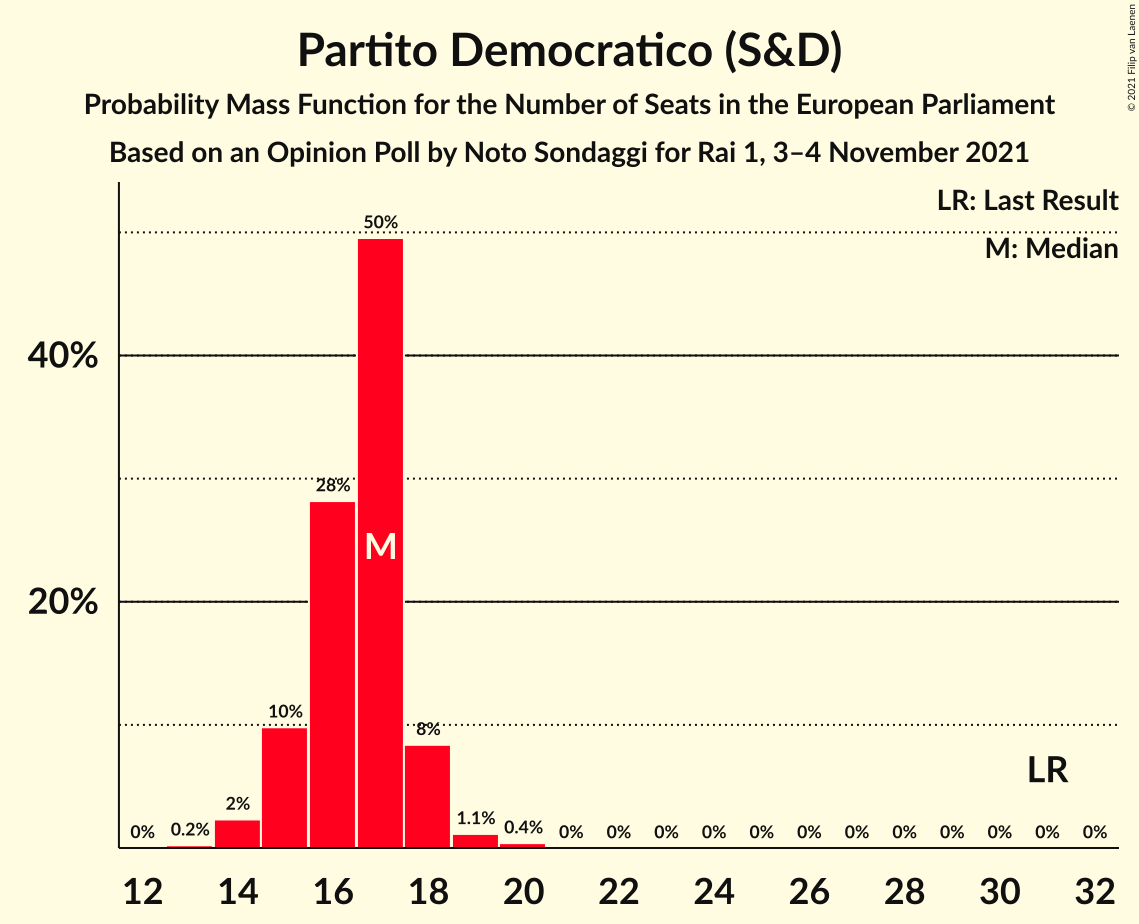 Partito Democratico (S&D)
Probability Mass Function for the Number of Seats in the European Parliament
Based on an Opinion Poll by Noto Sondaggi for Rai 1, 3–4 November 2021
© 2021 Filip van Laenen
LR: Last Result
M: Median
40%
20%
0% 0.2% 2% 10% 28% 50% 8% 1.1% 0.4% 0% 0% 0% 0% 0% 0% 0% 0% 0% 0% 0% 0%
M
LR
12 14 16 18 20 22 24 26 28 30 32